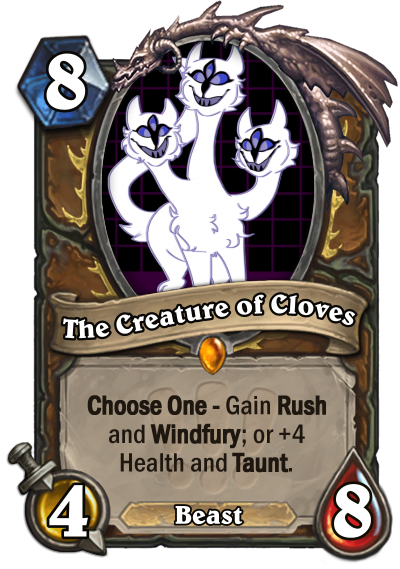 8
The Creature of Cloves
Choose One - Gain Rush
and Windfury; or +4
Health and Taunt.
4
Beast
8